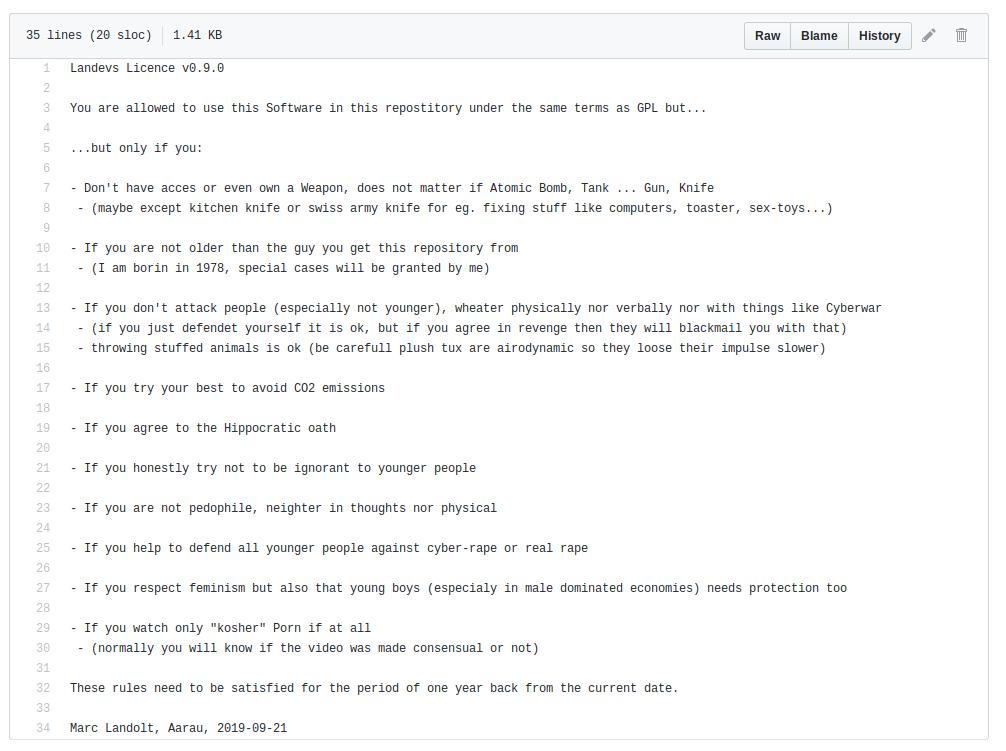 35 lines (20 sloc) 1.41 KB Raw Blame History
1 Landevs Licence v0.9.0
2
3 You are allowed to use this Software in this repostitory under the same terms as GPL but...
4
5 ...but only if you:
6
7 - Don't have acces or even own a Weapon, does not matter if Atomic Bomb, Tank ... Gun, Knife
8 - (maybe except kitchen knife or swiss army knife for eg. fixing stuff like computers, toaster, sex-toys...)
9
10 - If you are not older than the guy you get this repository from
11 - (I am borin in 1978, special cases will be granted by me)
12
13 - If you don't attack people (especially not younger), wheater physically nor verbally nor with things like Cyberwar
14 - (if you just defendet yourself it is ok, but if you agree in revenge then they will blackmail you with that)
15 - throwing stuffed animals is ok (be carefull plush tux are airodynamic so they loose their impulse slower)
16
17 - If you try your best to avoid CO2 emissions
18
19 - If you agree to the Hippocratic oath
20
21 - If you honestly try not to be ignorant to younger people
22
23 - If you are not pedophile, neighter in thoughts nor physical
24
25 - If you help to defend all younger people against cyber-rape or real rape
26
27 - If you respect feminism but also that young boys (especialy in male dominated economies) needs protection too
28
29 - If you watch only "kosher" Porn if at all
30 - (normally you will know if the video was made consensual or not)
31
32 These rules need to be satisfied for the period of one year back from the current date.
33
34 Marc Landolt, Aarau, 2019-09-21